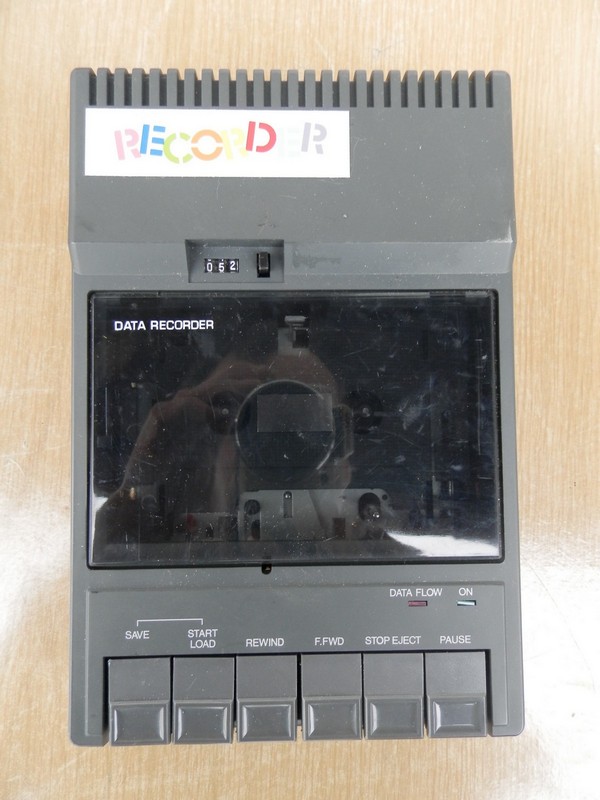 RECORDER
052
DATA RECORDER
DATA FLOW ON
SAVE START LOAD REWIND F.FWD STOP EJECT PAUSE